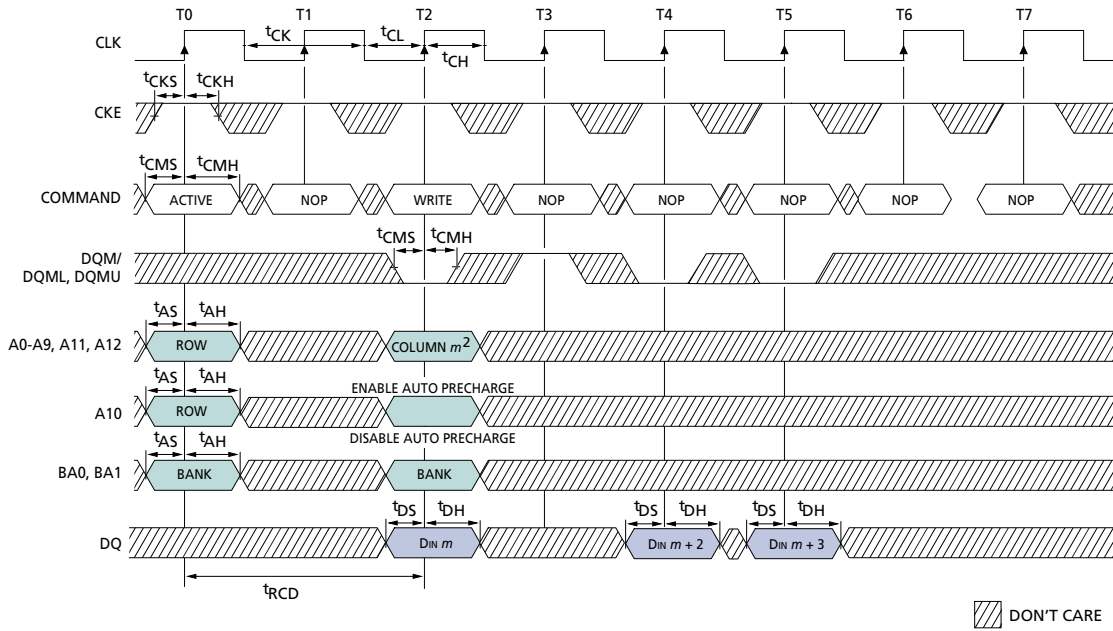 T0 T1 T2 T3 T4 T5 T6 T7
CLK tCK tCL tCH
tCKS tCKH
CKE
tCMS tCMH
COMMAND ACTIVE NOP WRITE NOP NOP NOP NOP NOP
tCMS tCMH
DQM/
DQML, DQMU
tAS tAH
A0-A9, A11, A12 ROW COLUMN m2
tAS tAH ENABLE AUTO PRECHARGE
A10 ROW
tAS tAH DISABLE AUTO PRECHARGE
BA0, BA1 BANK BANK
tDS tDH tDS tDH tDS tDH
DQ DIN m DIN m + 2 DIN m + 3
tRCD
DON'T CARE